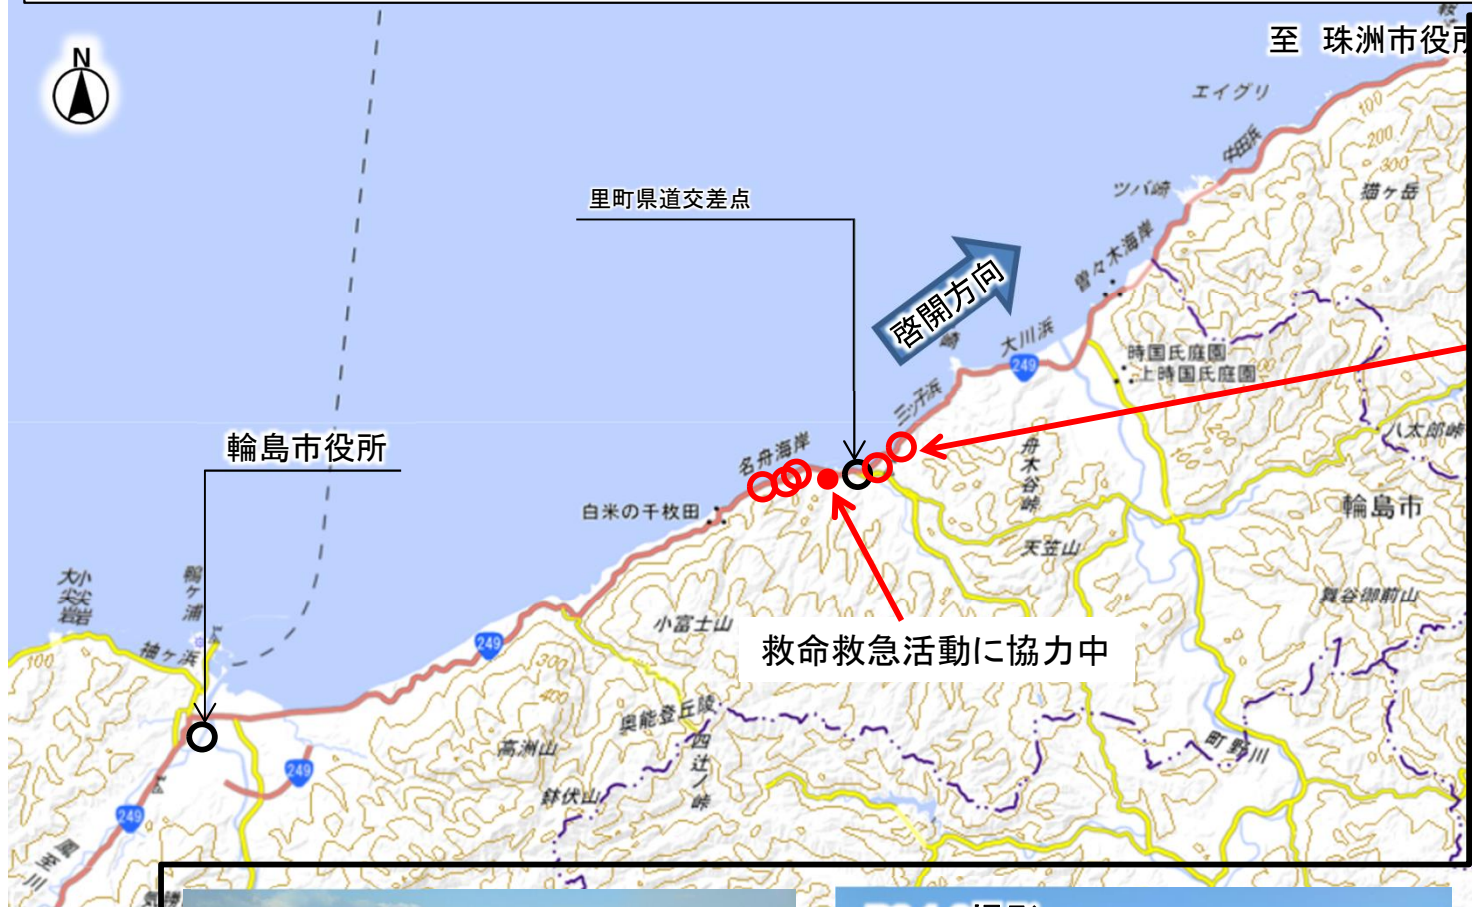 至 珠洲市役所
N
エイグリ
中田浜
ツバ崎
猫ヶ岳
100
200
300
里町県道交差点
曽々木海岸
啓開方向
大川浜
249
時国氏庭園
上時国氏庭園
三ッ子浜
八太郎峠
名舟海岸
輪島市役所
舟木谷峠
白米の千枚田
輪島市
天笠山
大尖岩
小尖岩
鴨ヶ浦
袖ヶ浜
100
249
小富士山
救命救急活動に協力中
300
400
奥能登丘陵
高洲山
四辻ノ峠
町野川
249
鉢伏山
249
鳳至川